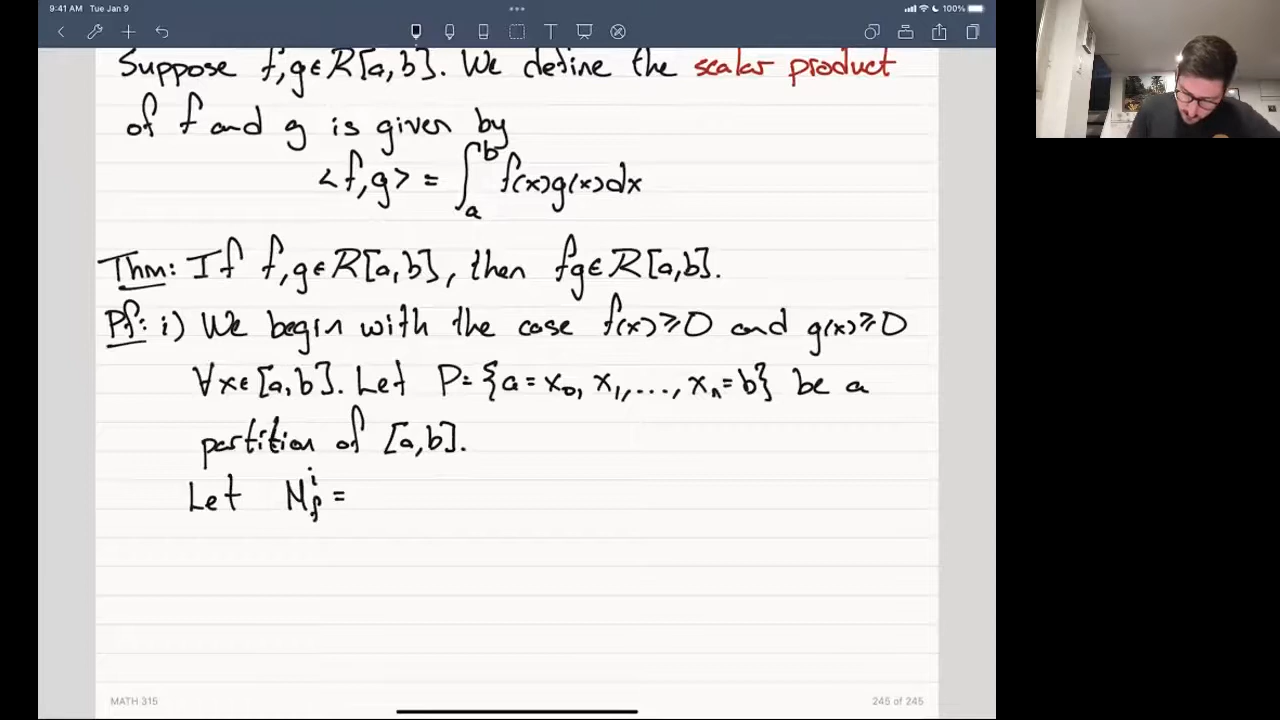 9:41 AM Tue Jan 9
100%
Suppose f,g∈R[a,b]. We define the scalar product
of f and g is given by
<f,g> = ∫_a^b f(x)g(x)dx
Thm: If f,g∈R[a,b], then fg∈R[a,b].
Pf: i) We begin with the case f(x)≥0 and g(x)≥0
∀x∈[a,b]. Let P={a=x₀, x₁,..., xₙ=b} be a
partition of [a,b].
Let M_f^i =
MATH 315
245 of 245